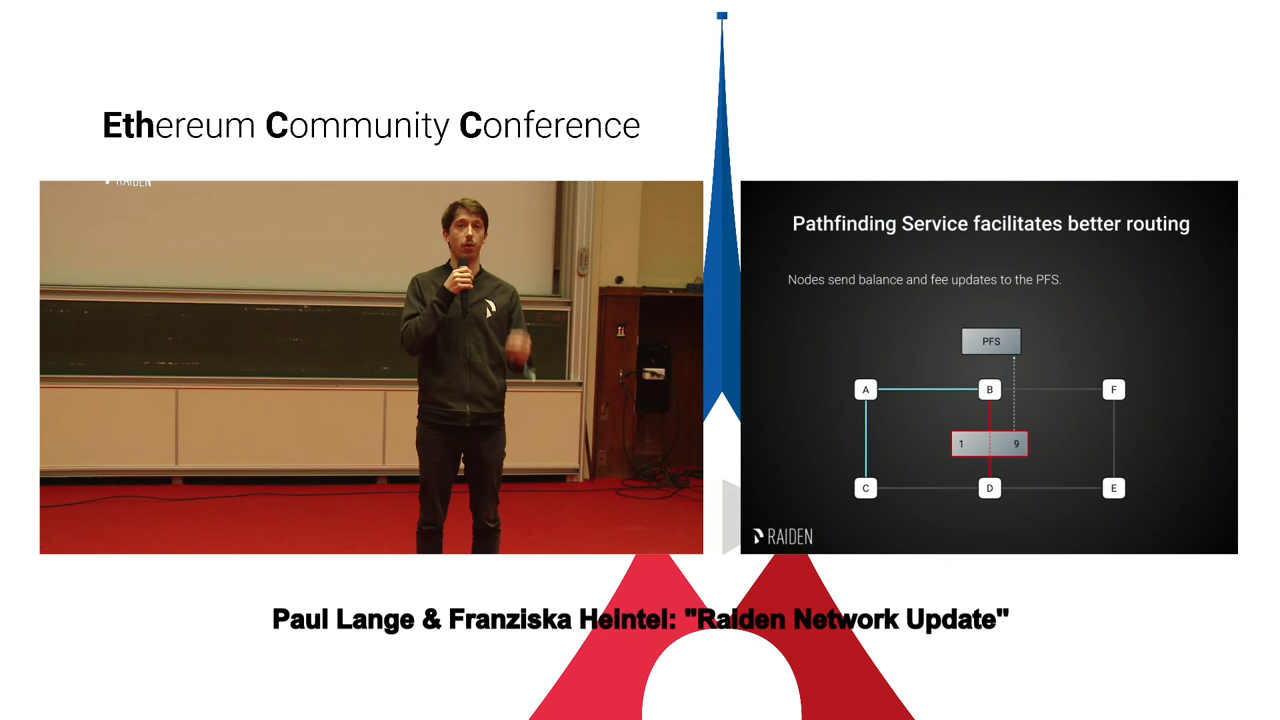 Ethereum Community Conference
RAIDEN
Pathfinding Service facilitates better routing
Nodes send balance and fee updates to the PFS.
PFS
A B F
1 9
C D E
RAIDEN
Paul Lange & Franziska Heintel: "Raiden Network Update"